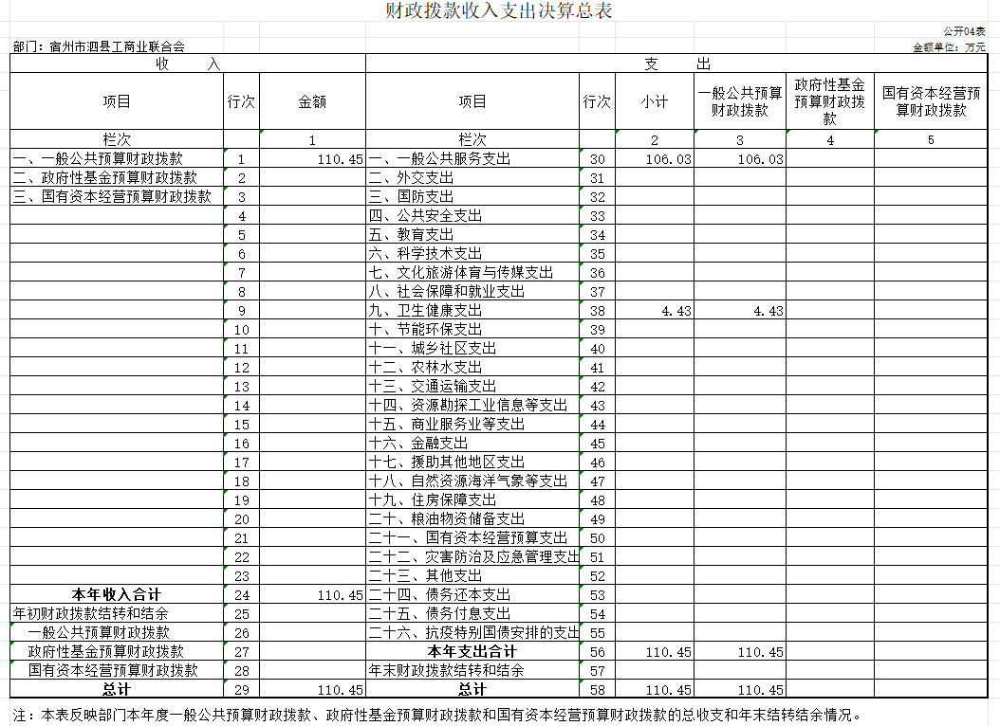 财政拨款收入支出决算总表
公开04表
部门：宿州市泗县工商业联合会 金额单位：万元
收 入 支 出
项目 行次 金额 项目 行次 小计 一般公共预算财政拨款 政府性基金预算财政拨款 国有资本经营预算财政拨款
栏次 1 栏次 2 3 4 5
一、一般公共预算财政拨款 1 110.45 一、一般公共服务支出 30 106.03 106.03
二、政府性基金预算财政拨款 2 二、外交支出 31
三、国有资本经营预算财政拨款 3 三、国防支出 32
4 四、公共安全支出 33
5 五、教育支出 34
6 六、科学技术支出 35
7 七、文化旅游体育与传媒支出 36
8 八、社会保障和就业支出 37
9 九、卫生健康支出 38 4.43 4.43
10 十、节能环保支出 39
11 十一、城乡社区支出 40
12 十二、农林水支出 41
13 十三、交通运输支出 42
14 十四、资源勘探工业信息等支出 43
15 十五、商业服务业等支出 44
16 十六、金融支出 45
17 十七、援助其他地区支出 46
18 十八、自然资源海洋气象等支出 47
19 十九、住房保障支出 48
20 二十、粮油物资储备支出 49
21 二十一、国有资本经营预算支出 50
22 二十二、灾害防治及应急管理支出 51
23 二十三、其他支出 52
本年收入合计 24 110.45 二十四、债务还本支出 53
年初财政拨款结转和结余 25 二十五、债务付息支出 54
一般公共预算财政拨款 26 二十六、抗疫特别国债安排的支出 55
政府性基金预算财政拨款 27 本年支出合计 56 110.45 110.45
国有资本经营预算财政拨款 28 年末财政拨款结转和结余 57
总计 29 110.45 总计 58 110.45 110.45
注：本表反映部门本年度一般公共预算财政拨款、政府性基金预算财政拨款和国有资本经营预算财政拨款的总收支和年末结转结余情况。